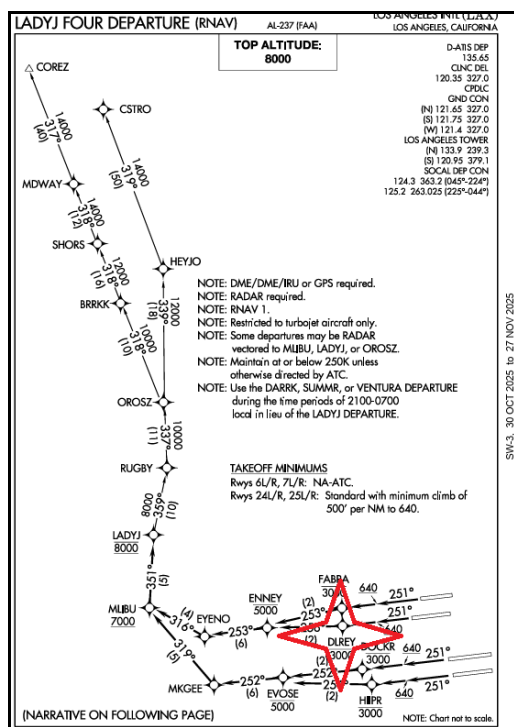 LADYJ FOUR DEPARTURE (RNAV)
AL-237 (FAA)
LOS ANGELES INTL (LAX)
LOS ANGELES, CALIFORNIA
TOP ALTITUDE:
8000
D-ATIS DEP
135.65
CLNC DEL
120.35 327.0
CPDLC
GND CON
(N) 121.65 327.0
(S) 121.75 327.0
(W) 121.4 327.0
LOS ANGELES TOWER
(N) 133.9 239.3
(S) 120.95 379.1
SOCAL DEP CON
124.3 363.2 (045°-224°)
125.2 263.025 (225°-044°)
COREZ
CSTRO
14000
317°
(40)
14000
319°
(50)
MDWAY
14000
318°
(12)
SHORS
12000
318°
(16)
HEYJO
BRRKK
12000
339°
(18)
10000
318°
(10)
NOTE: DME/DME/IRU or GPS required.
NOTE: RADAR required.
NOTE: RNAV 1.
NOTE: Restricted to turbojet aircraft only.
NOTE: Some departures may be RADAR
vectored to MLIBU, LADYJ, or OROSZ.
NOTE: Maintain at or below 250K unless
otherwise directed by ATC.
NOTE: Use the DARRK, SUMMR, or VENTURA DEPARTURE
during the time periods of 2100-0700
local in lieu of the LADYJ DEPARTURE.
OROSZ
10000
337°
(11)
RUGBY
TAKEOFF MINIMUMS
Rwys 6L/R, 7L/R: NA-ATC.
Rwys 24L/R, 25L/R: Standard with minimum climb of
500' per NM to 640.
8000
359°
(10)
LADYJ
8000
351°
(5)
MLIBU
7000
(4)
316°
EYENO
ENNEY
5000
253°
(6)
FABRA
(2)
253°
640
251°
251°
640
(2)
DLREY
3000
319°
(5)
MKGEE
252°
(6)
EVOSE
5000
(2)
252°
DOCKR
3000
640
251°
(2)
HIPR
3000
640
251°
(NARRATIVE ON FOLLOWING PAGE)
NOTE: Chart not to scale.
SW-3, 30 OCT 2025 to 27 NOV 2025